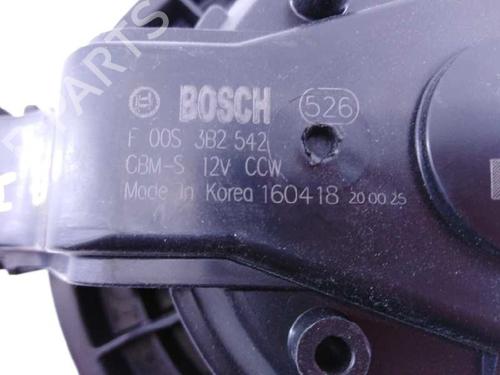 BOSCH 526
F 00S 3B2 542
CBM-S 12V CCW
Made In Korea 160418 20 00 25